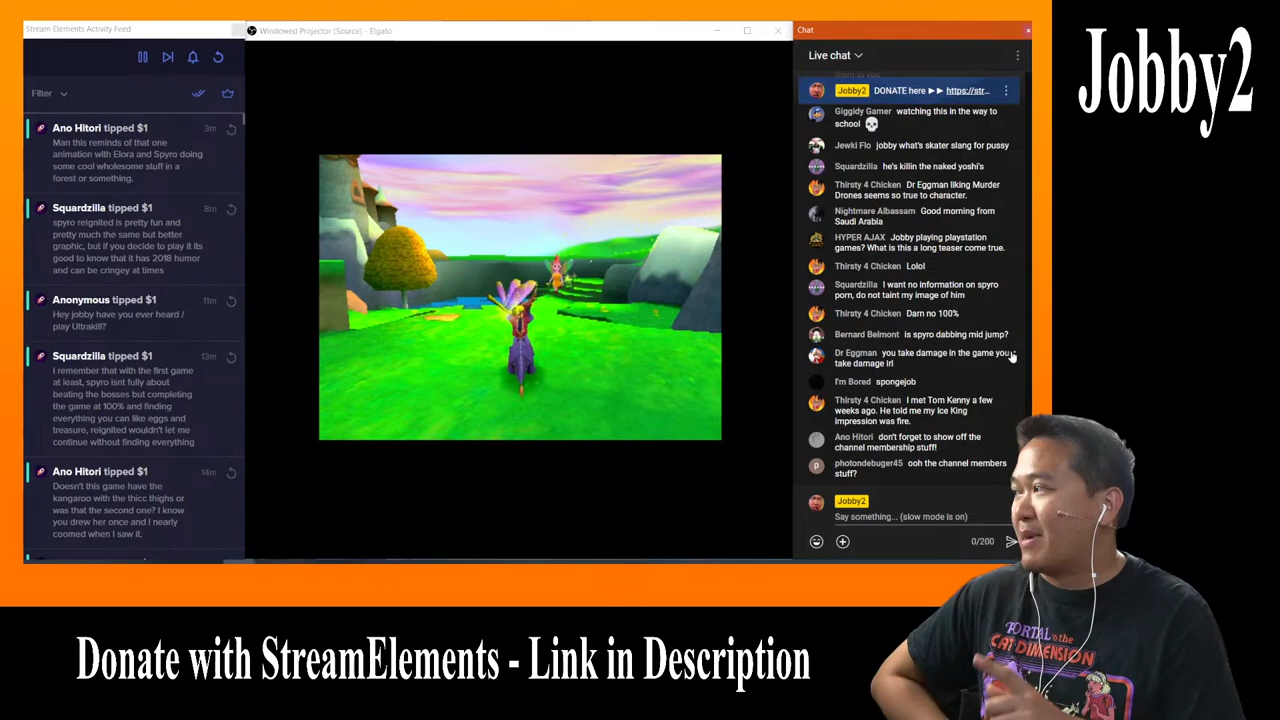 Stream Elements Activity Feed
Windowed Projector (Source) - Elgato
Chat
Jobby2
Filter
Ano Hitori tipped $1
3m
Man this reminds of that one
animation with Elora and Spyro doing
some cool wholesome stuff in a
forest or something.
Squardzilla tipped $1
8m
spyro reignited is pretty fun and
pretty much the same but better
graphic, but if you decide to play it its
good to know that it has 2018 humor
and can be cringey at times
Anonymous tipped $1
11m
Hey jobby have you ever heard /
play Ultrakill?
Squardzilla tipped $1
13m
I remember that with the first game
at least, spyro isnt fully about
beating the bosses but completing
the game at 100% and finding
everything you can like eggs and
treasure, reignited wouldn't let me
continue without finding everything
Ano Hitori tipped $1
14m
Doesn't this game have the
kangaroo with the thicc thighs or
was that the second one? I know
you drew her once and I nearly
coomed when I saw it.
Live chat
them to you
Jobby2 DONATE here ►► https://str...
Giggidy Gamer watching this in the way to
school
Jewki Flo jobby what's skater slang for pussy
Squardzilla he's killin the naked yoshi's
Thirsty 4 Chicken Dr Eggman liking Murder
Drones seems so true to character.
Nightmare Albassam Good morning from
Saudi Arabia
HYPER AJAX Jobby playing playstation
games? What is this a long teaser come true.
Thirsty 4 Chicken Lolol
Squardzilla I want no information on spyro
porn, do not taint my image of him
Thirsty 4 Chicken Darn no 100%
Bernard Belmont is spyro dabbing mid jump?
Dr Eggman you take damage in the game you
take damage irl
I'm Bored spongejob
Thirsty 4 Chicken I met Tom Kenny a few
weeks ago. He told me my Ice King
impression was fire.
Ano Hitori don't forget to show off the
channel membership stuff!
photondebuger45 ooh the channel members
stuff?
Jobby2
Say something... (slow mode is on)
0/200
PORTAL to the
CAT DIMENSION
Donate with StreamElements - Link in Description